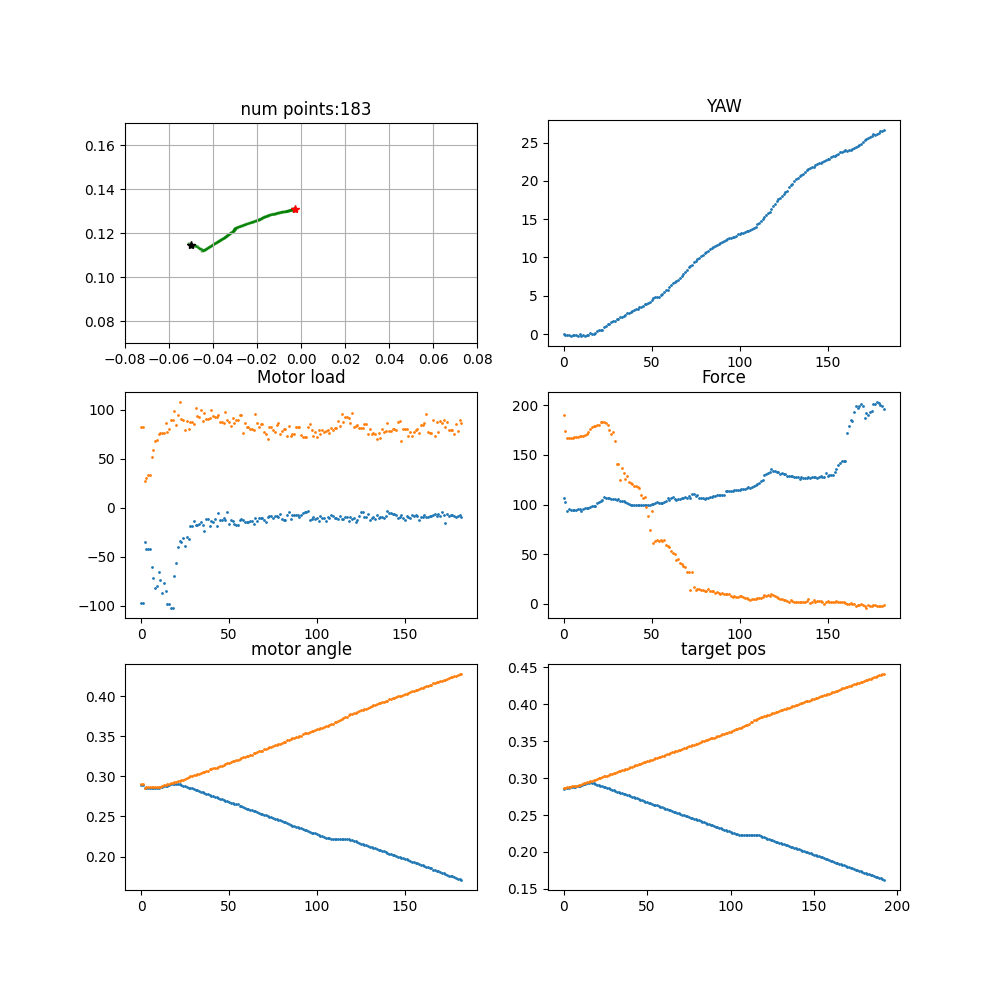 num points:183
YAW
0.16
0.14
0.12
0.10
0.08
−0.08 −0.06 −0.04 −0.02 0.00 0.02 0.04 0.06 0.08
25
20
15
10
5
0
0 50 100 150
Motor load
Force
100
50
0
−50
−100
0 50 100 150
200
150
100
50
0
0 50 100 150
motor angle
target pos
0.40
0.35
0.30
0.25
0.20
0 50 100 150
0.45
0.40
0.35
0.30
0.25
0.20
0.15
0 50 100 150 200